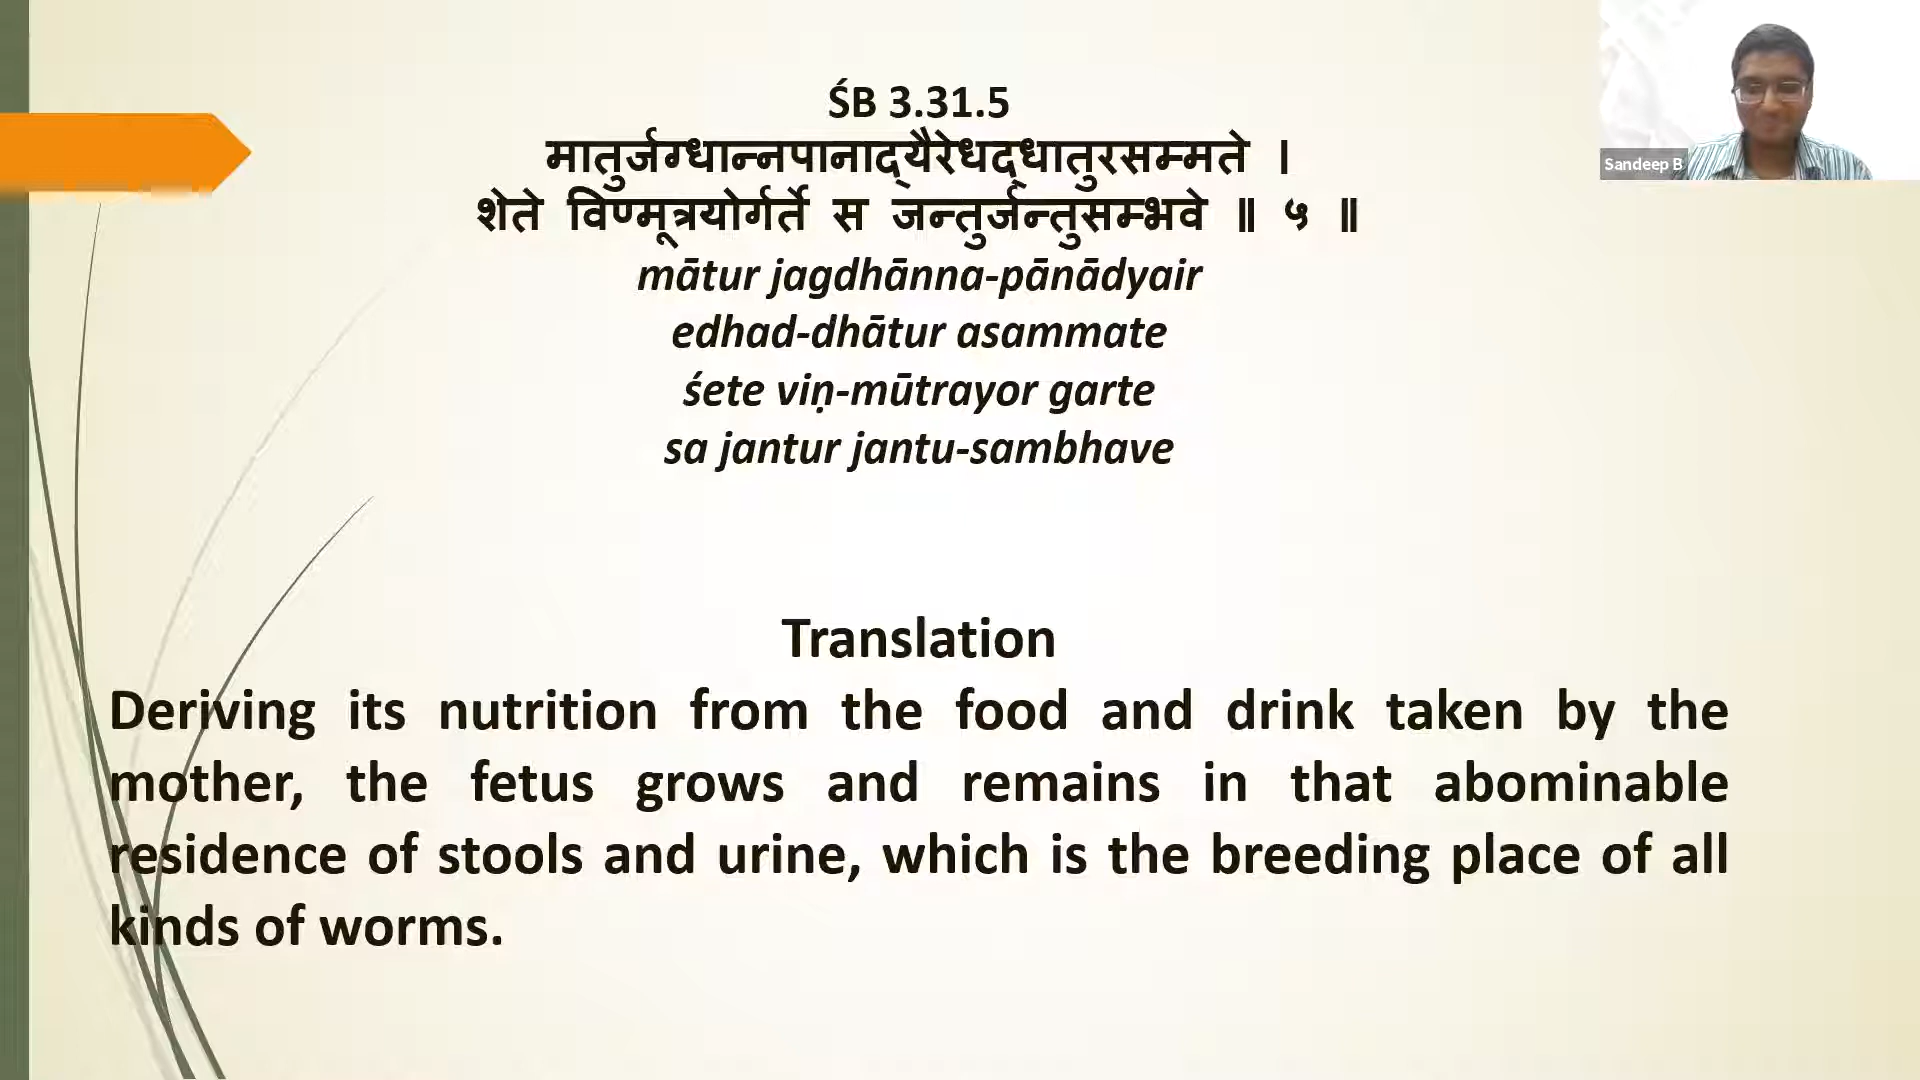 ŚB 3.31.5
मातुर्जग्धान्नपानाद्यैरेधद्धातुरसम्मते ।
शेते विण्मूत्रयोर्गर्ते स जन्तुर्जन्तुसम्भवे ॥ ५ ॥
mātur jagdhānna-pānādyair
edhad-dhātur asammate
śete viṇ-mūtrayor garte
sa jantur jantu-sambhave
Translation
Deriving its nutrition from the food and drink taken by the
mother, the fetus grows and remains in that abominable
residence of stools and urine, which is the breeding place of all
kinds of worms.
Sandeep B